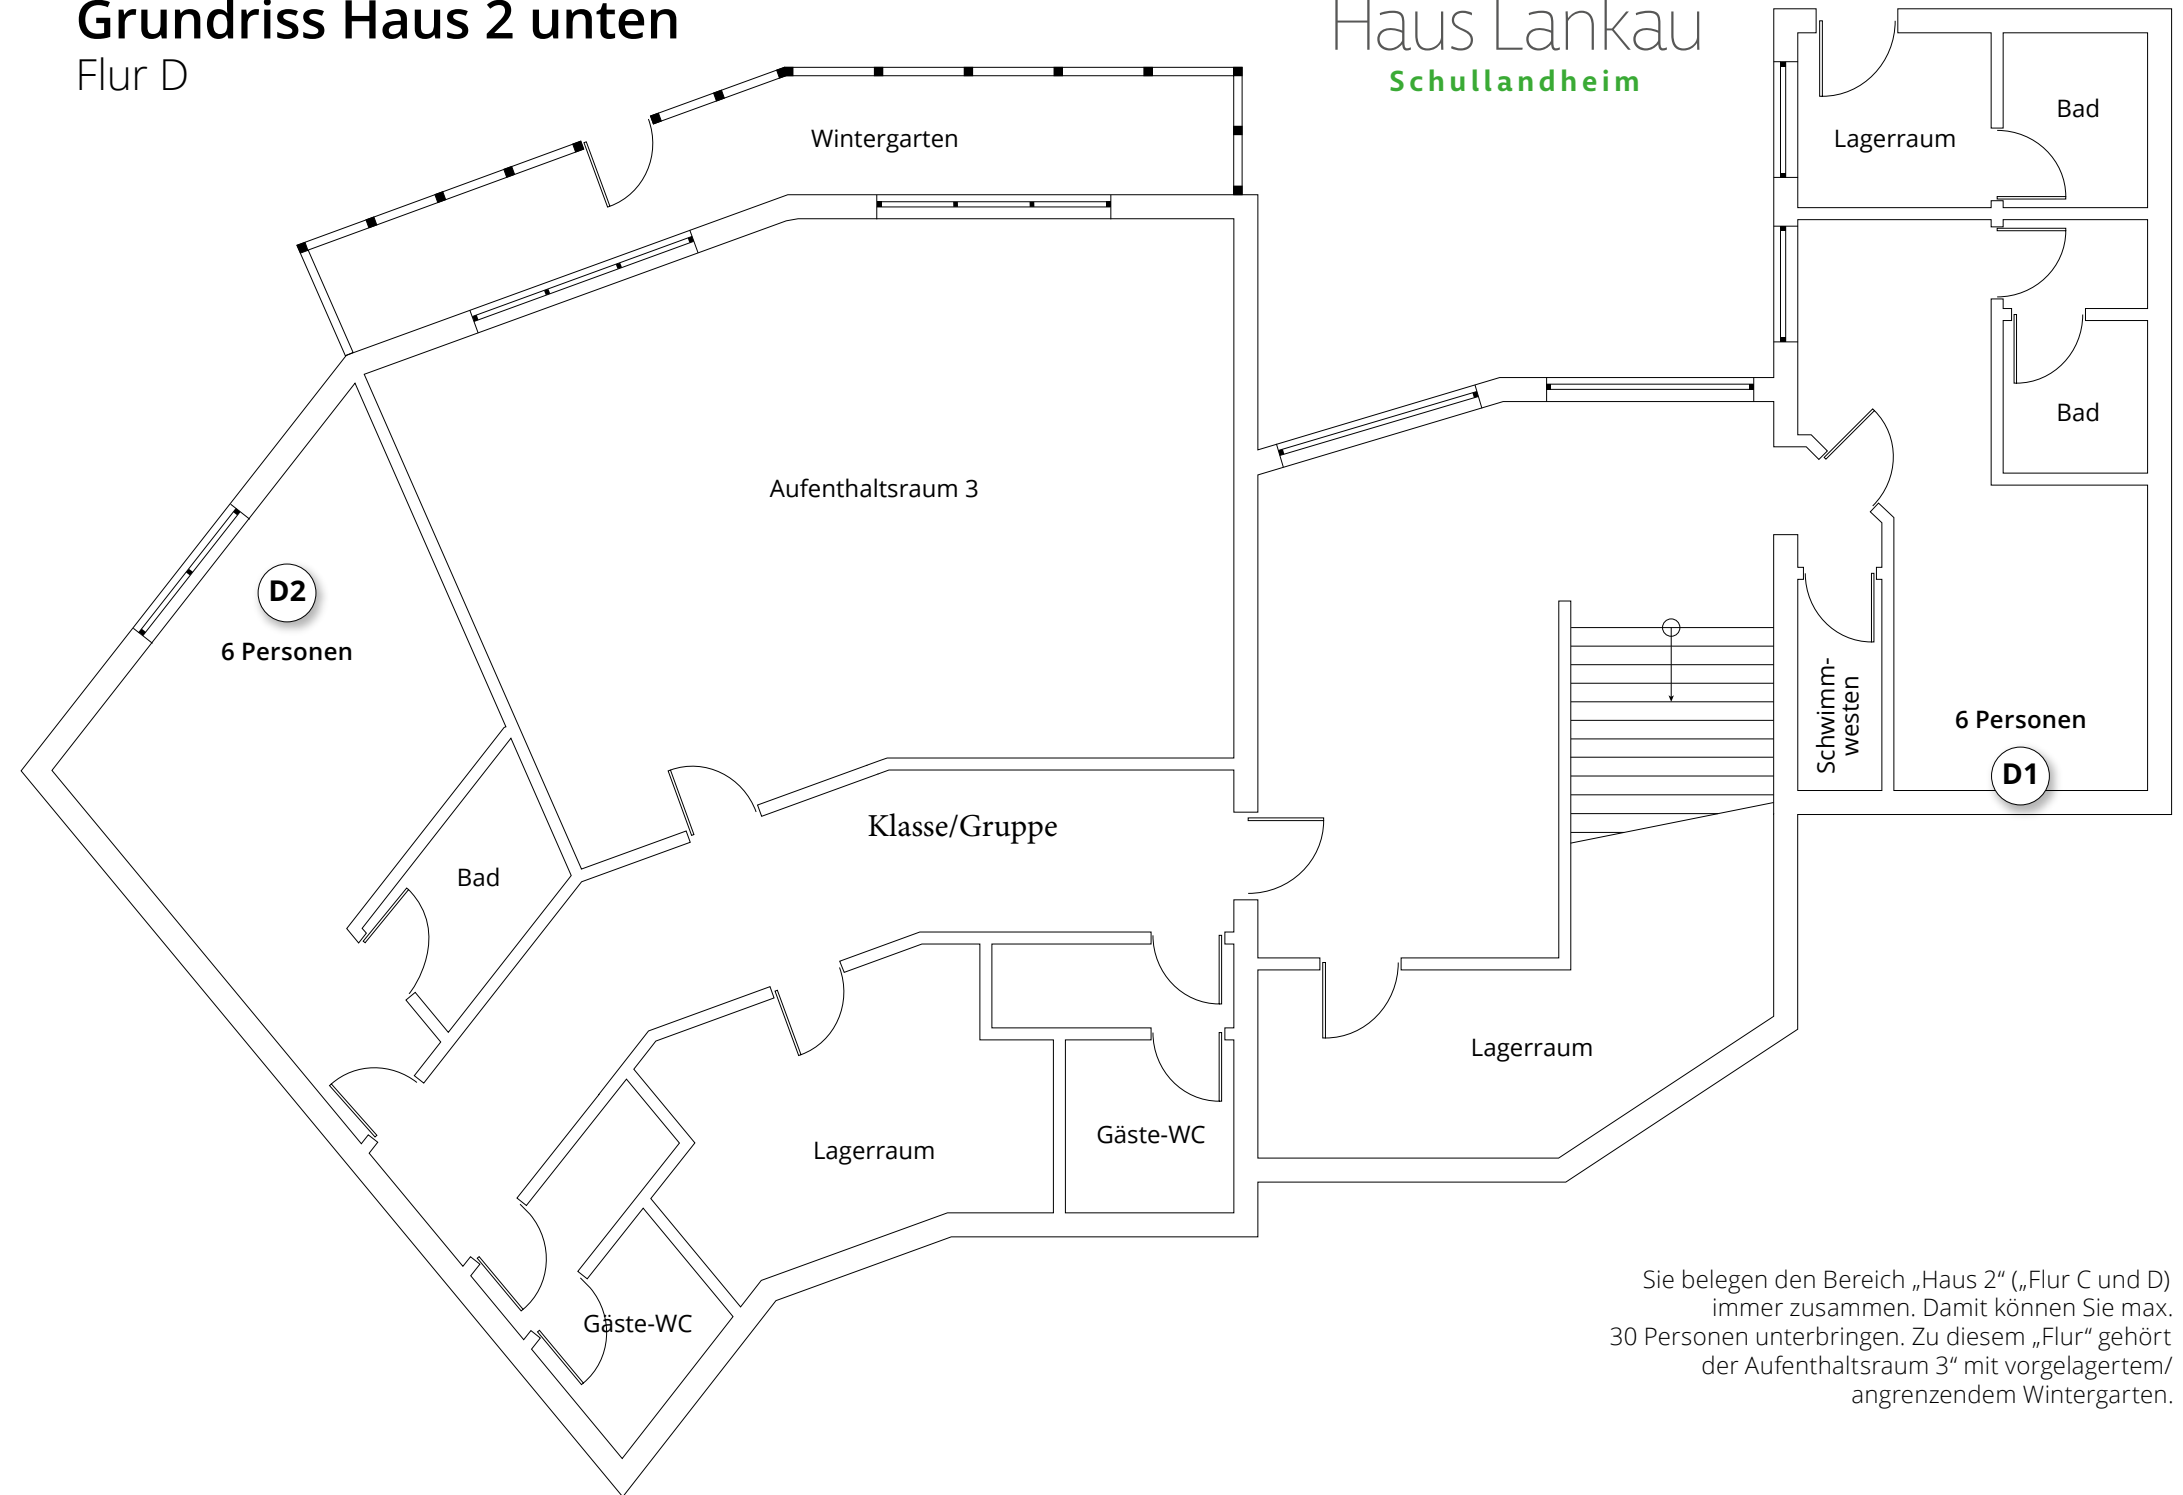 Grundriss Haus 2 unten
Flur D
Haus Lankau
Schullandheim
Wintergarten
Lagerraum
Bad
Bad
Aufenthaltsraum 3
D2
6 Personen
Schwimm-
westen
6 Personen
D1
Klasse/Gruppe
Bad
Lagerraum
Gäste-WC
Lagerraum
Gäste-WC
Sie belegen den Bereich „Haus 2“ („Flur C und D)
immer zusammen. Damit können Sie max.
30 Personen unterbringen. Zu diesem „Flur“ gehört
der Aufenthaltsraum 3“ mit vorgelagertem/
angrenzendem Wintergarten.